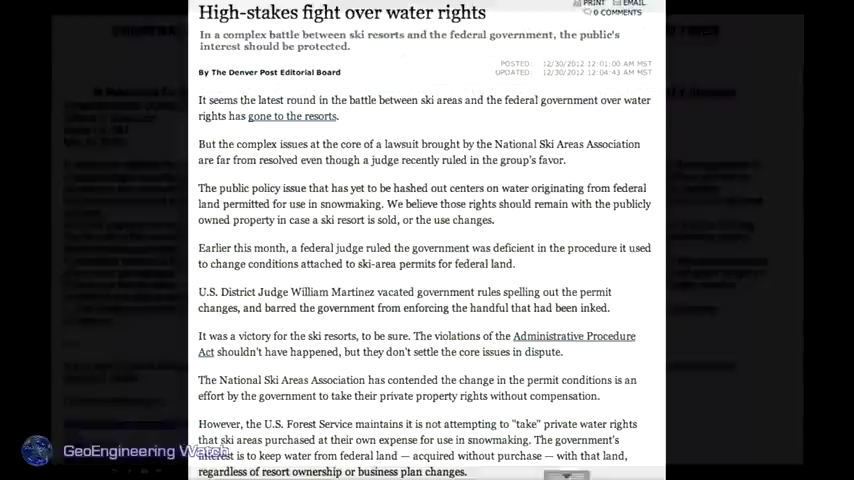 PRINT EMAIL
High-stakes fight over water rights
0 COMMENTS
In a complex battle between ski resorts and the federal government, the public's
interest should be protected.
POSTED: 12/30/2012 12:01:00 AM MST
By The Denver Post Editorial Board
UPDATED: 12/30/2012 12:04:43 AM MST
It seems the latest round in the battle between ski areas and the federal government over water
rights has gone to the resorts.
But the complex issues at the core of a lawsuit brought by the National Ski Areas Association
are far from resolved even though a judge recently ruled in the group's favor.
The public policy issue that has yet to be hashed out centers on water originating from federal
land permitted for use in snowmaking. We believe those rights should remain with the publicly
owned property in case a ski resort is sold, or the use changes.
Earlier this month, a federal judge ruled the government was deficient in the procedure it used
to change conditions attached to ski-area permits for federal land.
U.S. District Judge William Martinez vacated government rules spelling out the permit
changes, and barred the government from enforcing the handful that had been inked.
It was a victory for the ski resorts, to be sure. The violations of the Administrative Procedure
Act shouldn't have happened, but they don't settle the core issues in dispute.
The National Ski Areas Association has contended the change in the permit conditions is an
effort by the government to take their private property rights without compensation.
However, the U.S. Forest Service maintains it is not attempting to "take" private water rights
that ski areas purchased at their own expense for use in snowmaking. The government's
interest is to keep water from federal land — acquired without purchase — with that land,
regardless of resort ownership or business plan changes.
GeoEngineering Watch